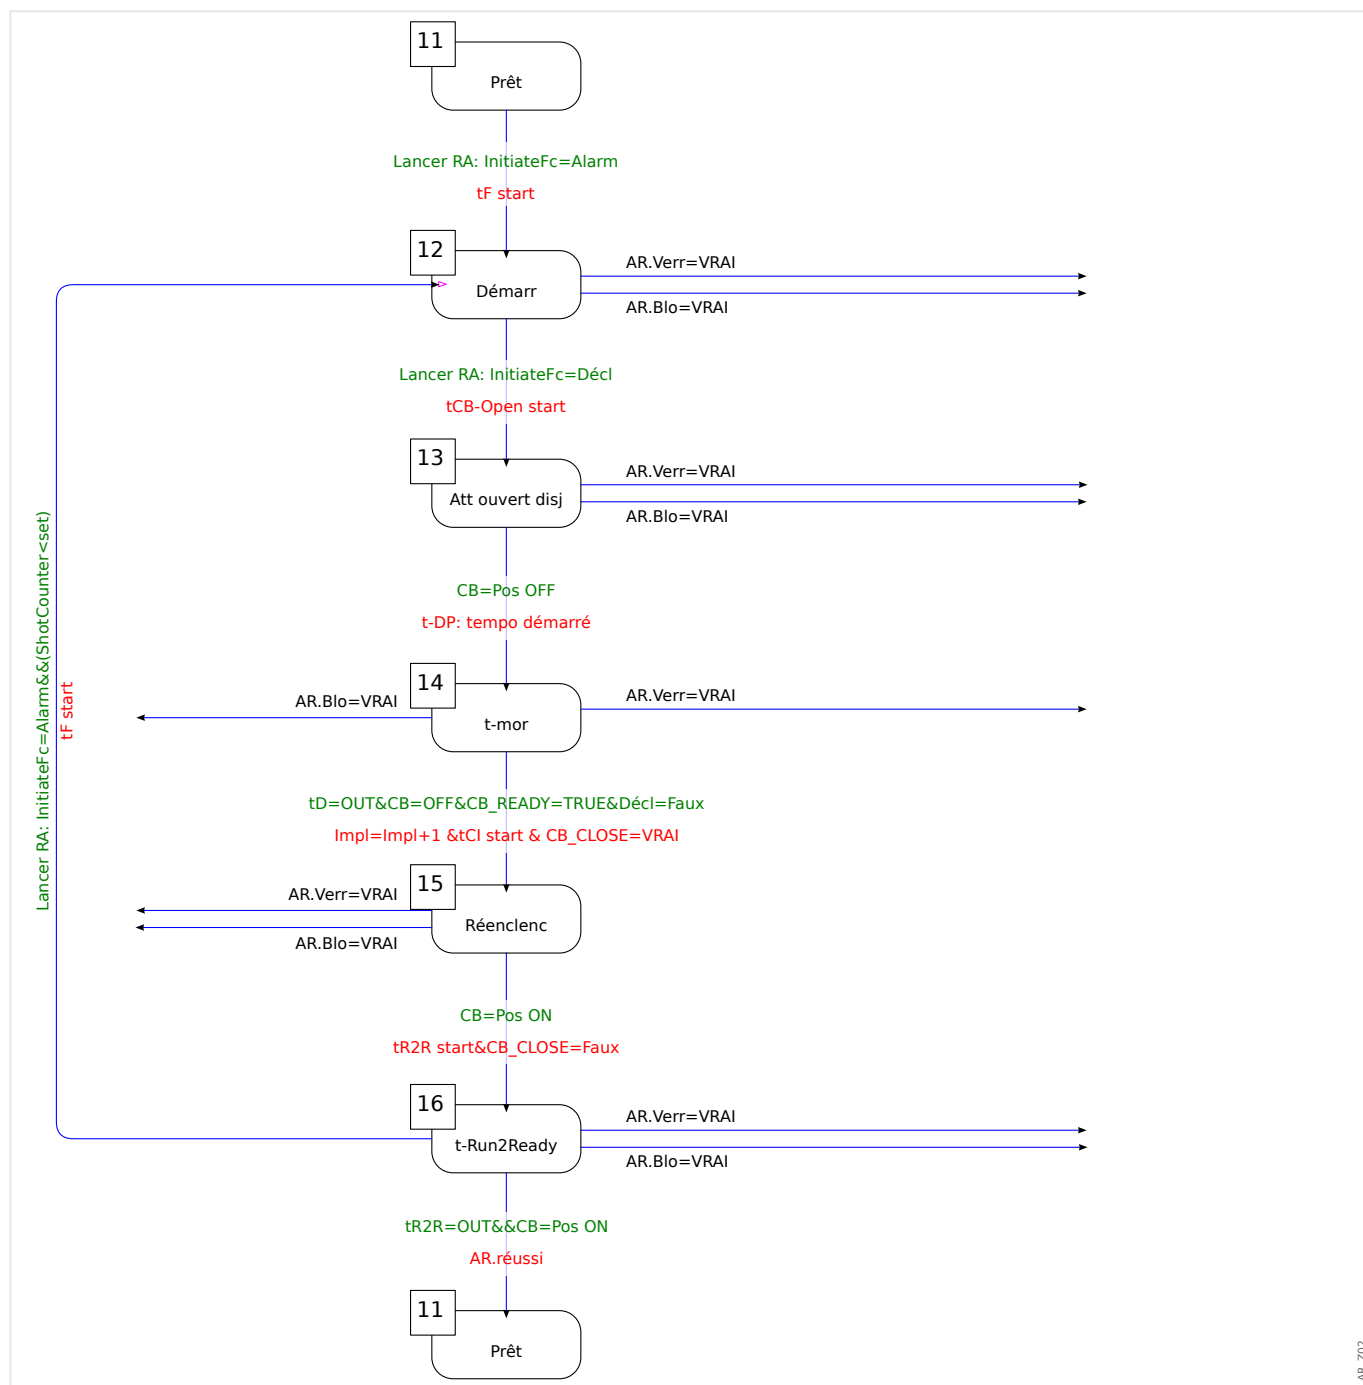 11
Prêt
Lancer RA: InitiateFc=Alarm
tF start
12
Démarr
AR.Verr=VRAI
AR.Blo=VRAI
Lancer RA: InitiateFc=Décl
tCB-Open start
13
Att ouvert disj
AR.Verr=VRAI
AR.Blo=VRAI
CB=Pos OFF
t-DP: tempo démarré
14
t-mor
AR.Blo=VRAI
AR.Verr=VRAI
Lancer RA: InitiateFc=Alarm&&(ShotCounter<set)
tF start
tD=OUT&CB=OFF&CB_READY=TRUE&Décl=Faux
Impl=Impl+1 &tCI start & CB_CLOSE=VRAI
15
Réenclenc
AR.Verr=VRAI
AR.Blo=VRAI
CB=Pos ON
tR2R start&CB_CLOSE=Faux
16
t-Run2Ready
AR.Verr=VRAI
AR.Blo=VRAI
tR2R=OUT&&CB=Pos ON
AR.réussi
11
Prêt
AR_Z02